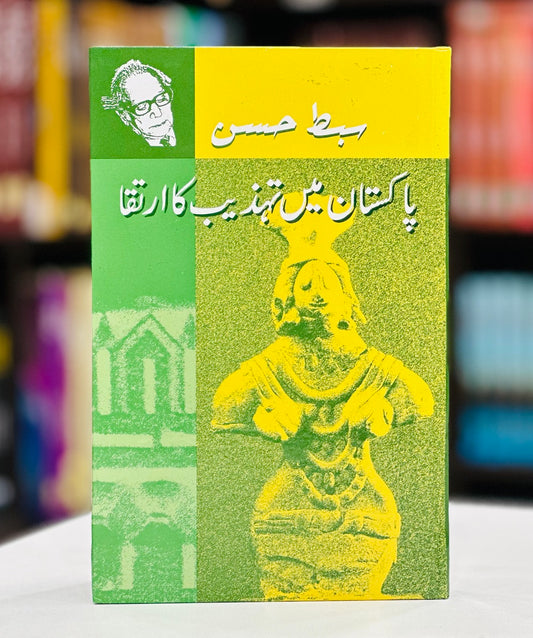 سبط حسن
پاکستان میں تہذیب کا ارتقا